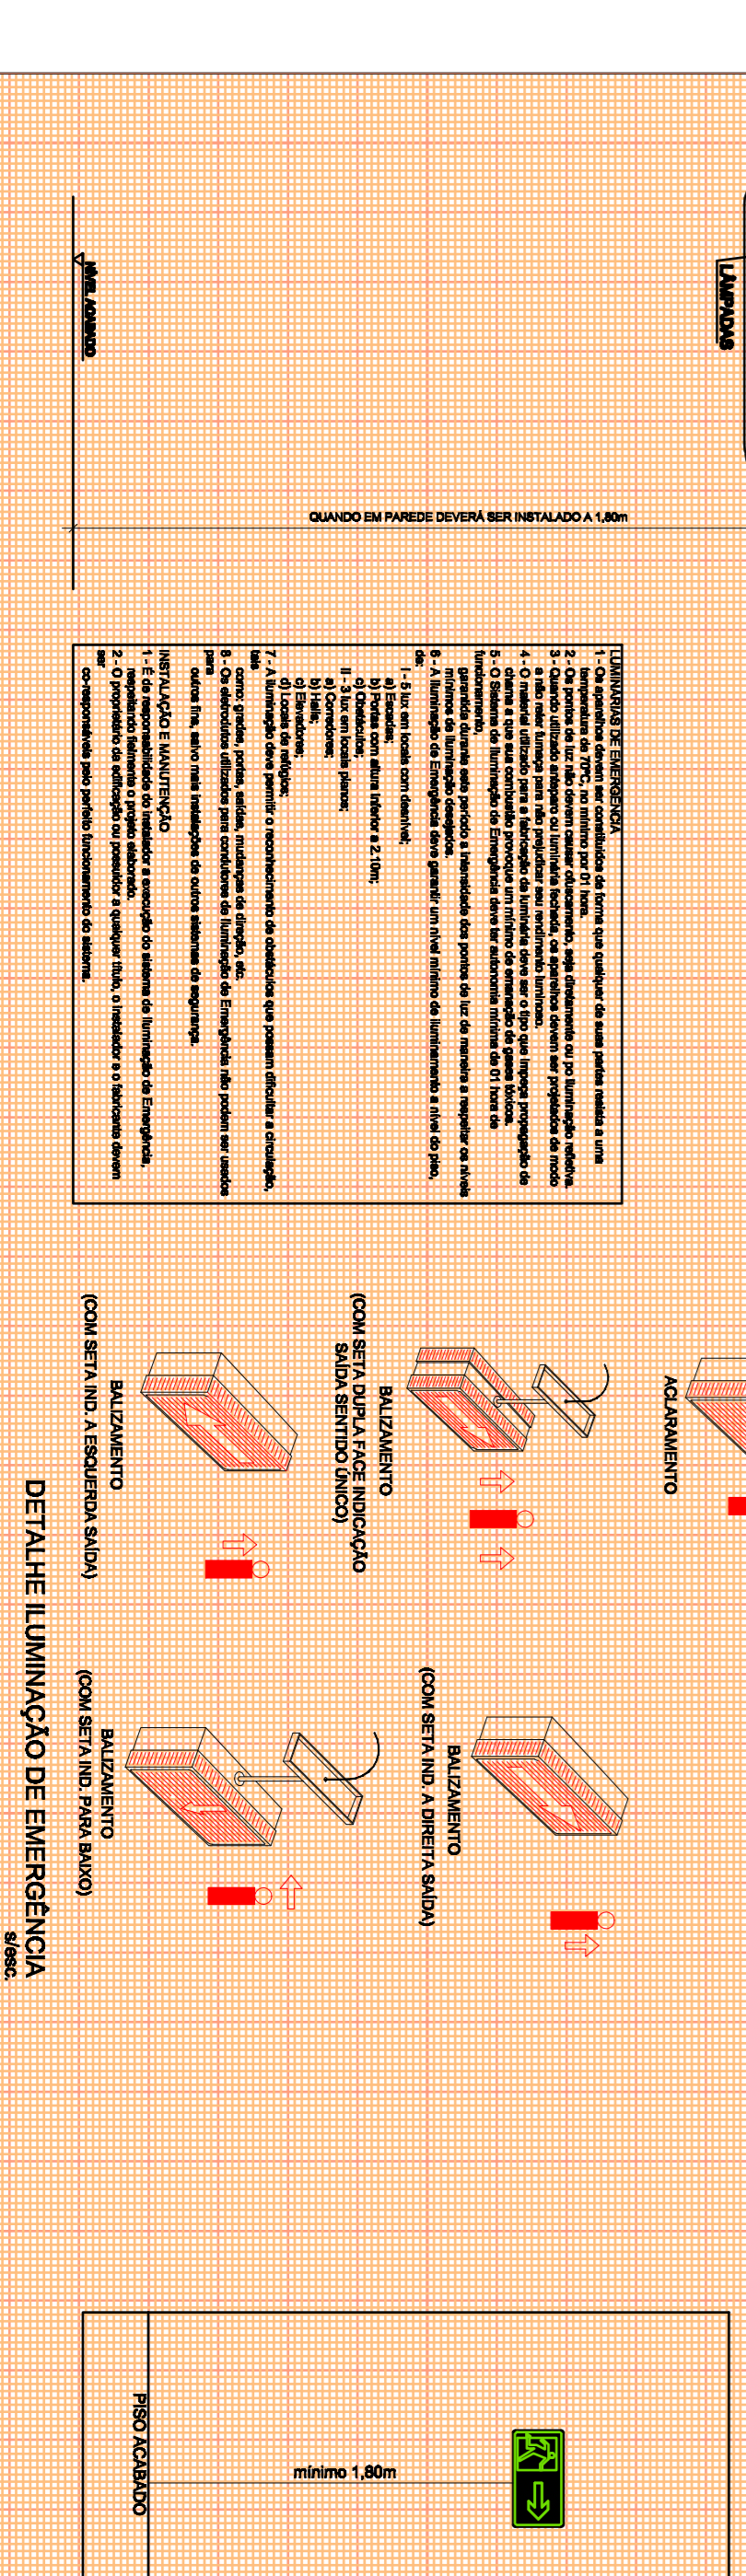 LÂMPADAS
NÍVEL ACABADO
QUANDO EM PAREDE DEVERÁ SER INSTALADO A 1,80m
LUMINARIAS DE EMERGÊNCIA
1 - Os aparelhos devem ser constituídos de forma que qualquer de suas partes resista a uma
temperatura de 70°C, no mínimo por 01 hora.
2 - Os pontos de luz não devem causar ofuscamento, seja diretamente ou po iluminação refletiva.
3 - Quando utilizado anteparo ou luminária fechada, os aparelhos devem ser projetados de modo
a não reter fumaça para não prejudicar seu rendimento luminoso.
4 - O material utilizado para a fabricação da luminária deve ser o tipo que impeça propagação de
chama e que sua combustão provoque um mínimo de emanação de gases tóxicos.
5 - O Sistema de Iluminação de Emergência deve ter autonomia mínima de 01 hora de
funcionamento,
garantida durante este período a intensidade dos pontos de luz de maneira a respeitar os níveis
mínimos de iluminação desejados.
6 - A Iluminação de Emergência deve garantir um nível mínimo de iluminamento a nível do piso,
de:
I - 5 lux em locais com desnível;
a) Escadas;
b) Portas com altura inferior a 2.10m;
c) Obstáculos;
II - 3 lux em locais planos;
a) Corredores;
b) Halls;
c) Elevadores;
d) Locais de refúgios;
7 - A iluminação deve permitir o reconhecimento de obstáculos que possam dificultar a circulação,
tais
como: grades, portas, saídas, mudanças de direção, etc.
8 - Os eletrodutos utilizados para condutores de Iluminação de Emergência não podem ser usados
para
outros fins, salvo mais instalações de outros sistemas de segurança.
INSTALAÇÃO E MANUTENÇÃO
1 - É de responsabilidade do instalador a execução do sistema de Iluminação de Emergência,
respeitando fielmente o projeto elaborado.
2 - O proprietário da edificação ou possuidor a qualquer título, o instalador e o fabricante devem
ser
co-responsáveis pelo perfeito funcionamento do sistema.
ACLARAMENTO
BALIZAMENTO
(COM SETA DUPLA FACE INDICAÇÃO
SAÍDA SENTIDO ÚNICO)
BALIZAMENTO
(COM SETA IND. A ESQUERDA SAÍDA)
BALIZAMENTO
(COM SETA IND. A DIREITA SAÍDA)
BALIZAMENTO
(COM SETA IND. PARA BAIXO)
DETALHE ILUMINAÇÃO DE EMERGÊNCIA
s/esc.
mínimo 1,80m
PISO ACABADO